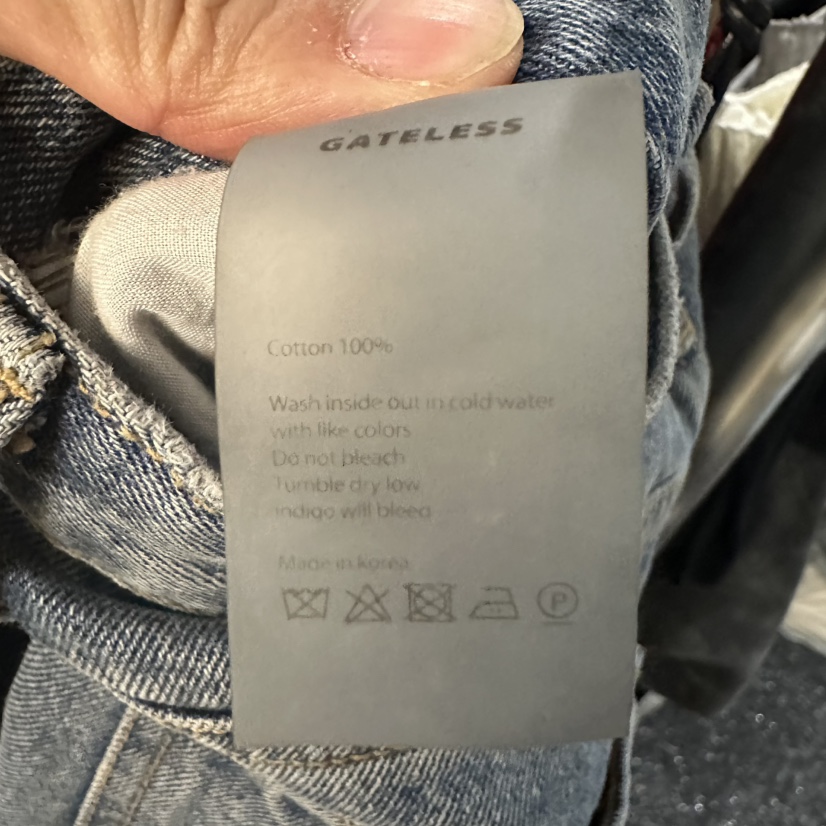 GATELESS
Cotton 100%
Wash inside out in cold water
with like colors
Do not bleach
Tumble dry low
indigo will bleed
Made in korea
P